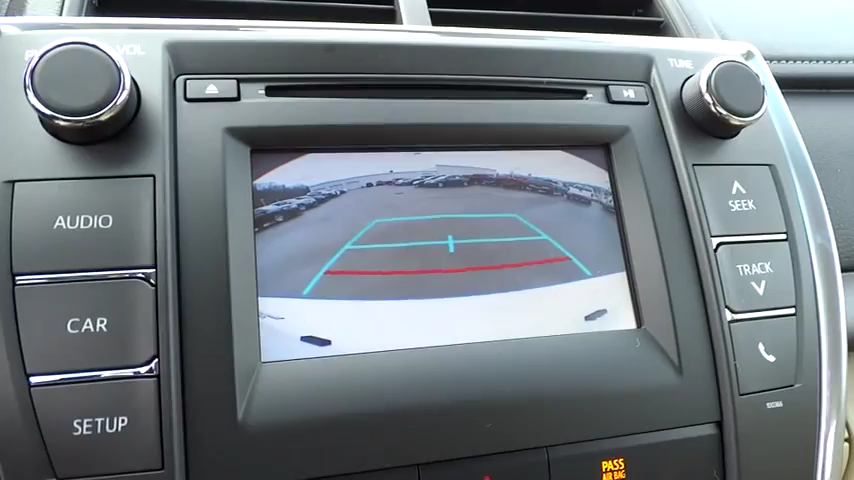 VOL
TUNE
AUDIO
SEEK
TRACK
CAR
SETUP
PASS
AIR BAG